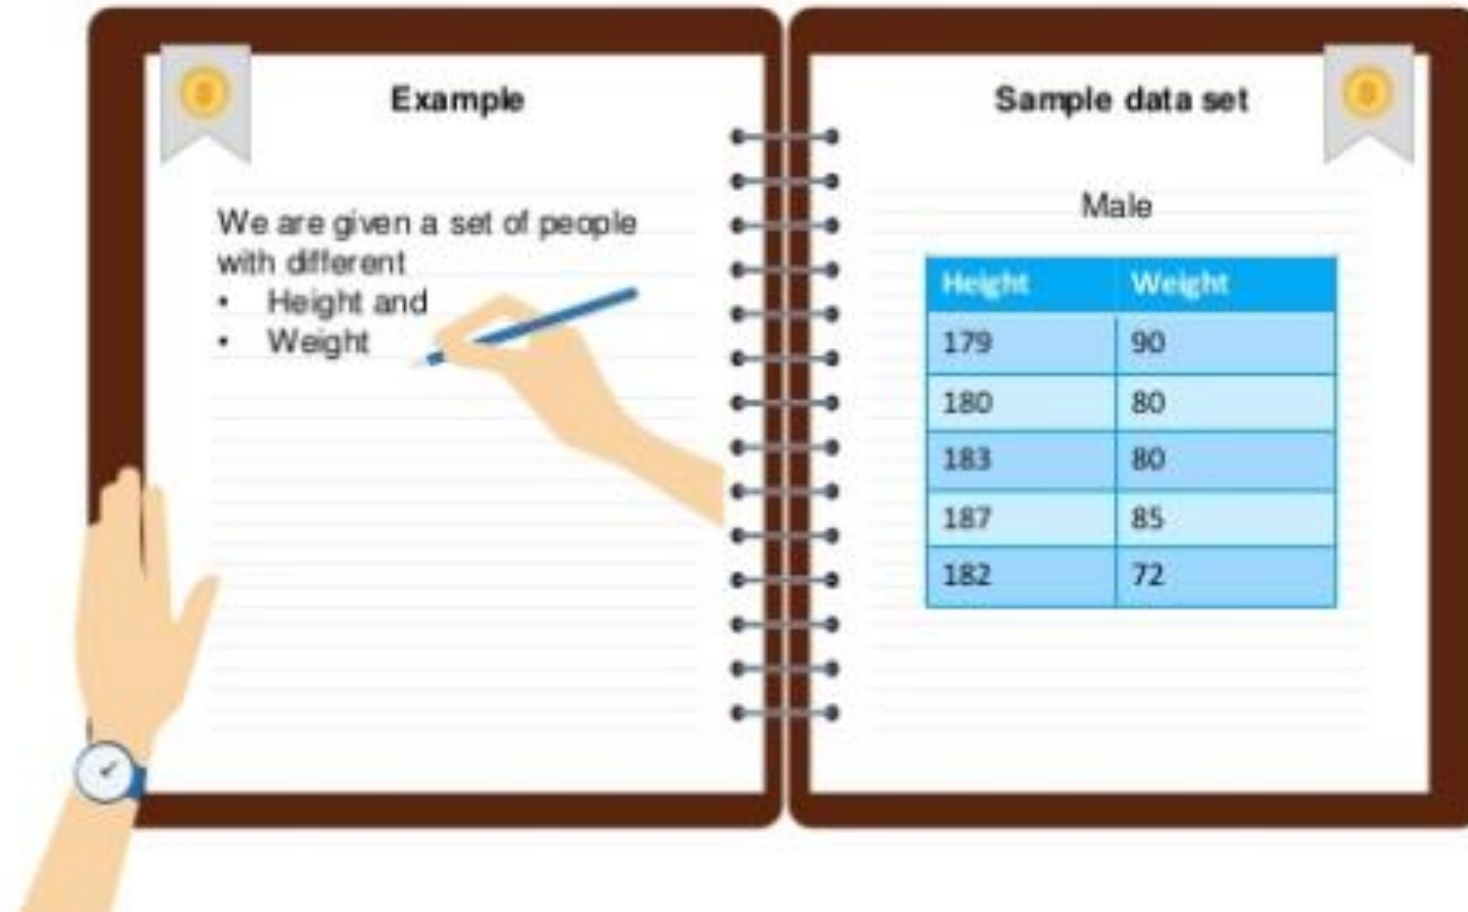 Example
We are given a set of people
with different
• Height and
• Weight
Sample data set
Male
Height Weight
179 90
180 80
183 80
187 85
182 72